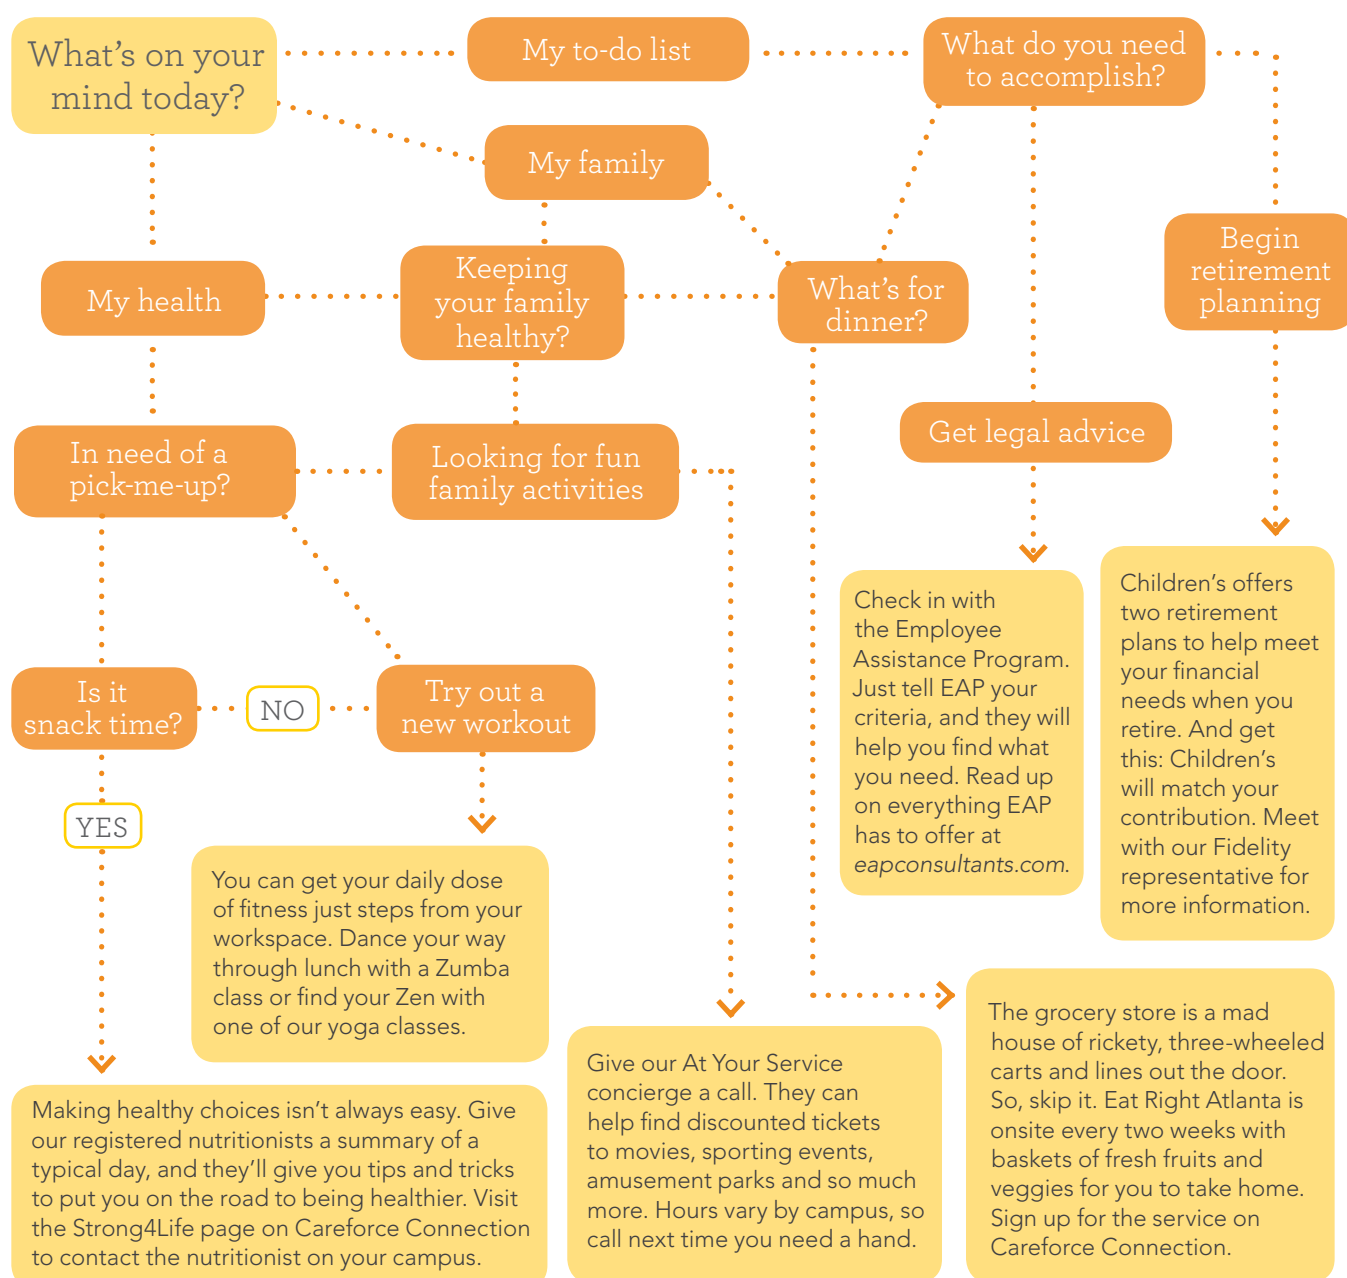 What's on your
mind today?
My to-do list
What do you need
to accomplish?
My family
Begin
retirement
planning
My health
Keeping
your family
healthy?
What's for
dinner?
Get legal advice
In need of a
pick-me-up?
Looking for fun
family activities
Is it
snack time?
NO
Try out a
new workout
YES
Check in with
the Employee
Assistance Program.
Just tell EAP your
criteria, and they will
help you find what
you need. Read up
on everything EAP
has to offer at
eapconsultants.com.
Children's offers
two retirement
plans to help meet
your financial
needs when you
retire. And get
this: Children's
will match your
contribution. Meet
with our Fidelity
representative for
more information.
You can get your daily dose
of fitness just steps from your
workspace. Dance your way
through lunch with a Zumba
class or find your Zen with
one of our yoga classes.
Making healthy choices isn't always easy. Give
our registered nutritionists a summary of a
typical day, and they'll give you tips and tricks
to put you on the road to being healthier. Visit
the Strong4Life page on Careforce Connection
to contact the nutritionist on your campus.
Give our At Your Service
concierge a call. They can
help find discounted tickets
to movies, sporting events,
amusement parks and so much
more. Hours vary by campus, so
call next time you need a hand.
The grocery store is a mad
house of rickety, three-wheeled
carts and lines out the door.
So, skip it. Eat Right Atlanta is
onsite every two weeks with
baskets of fresh fruits and
veggies for you to take home.
Sign up for the service on
Careforce Connection.